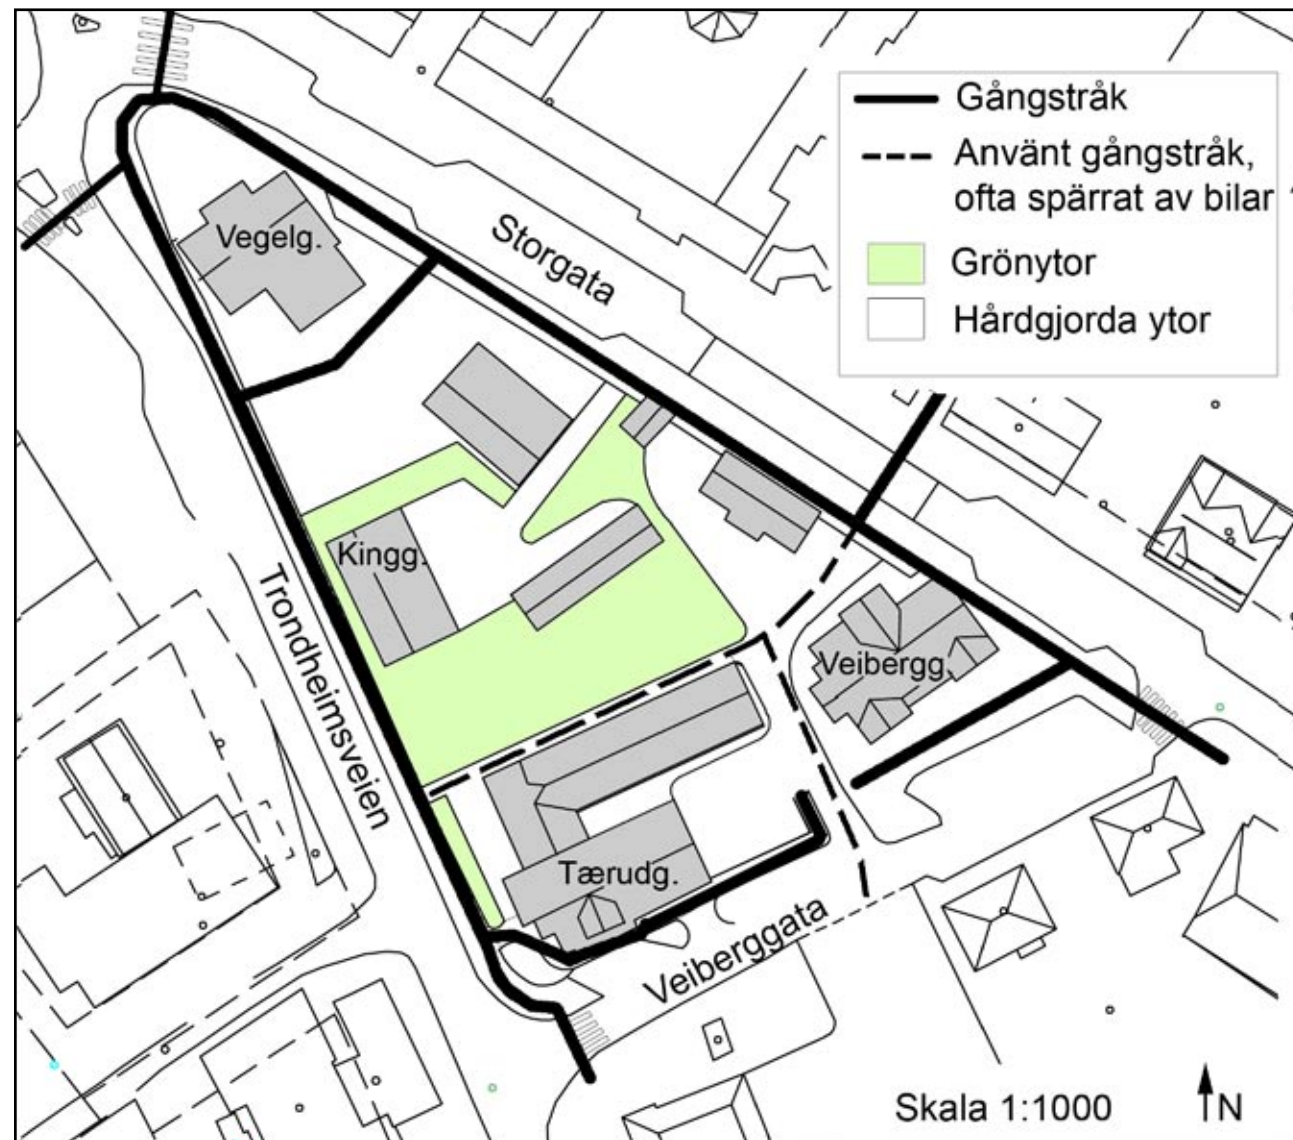 Gångstråk
Använt gångstråk,
ofta spärrat av bilar
Grönytor
Hårdgjorda ytor
Vegelg.
Storgata
Kingg.
Trondheimsveien
Veibergg.
Tærudg.
Veiberggata
Skala 1:1000
N